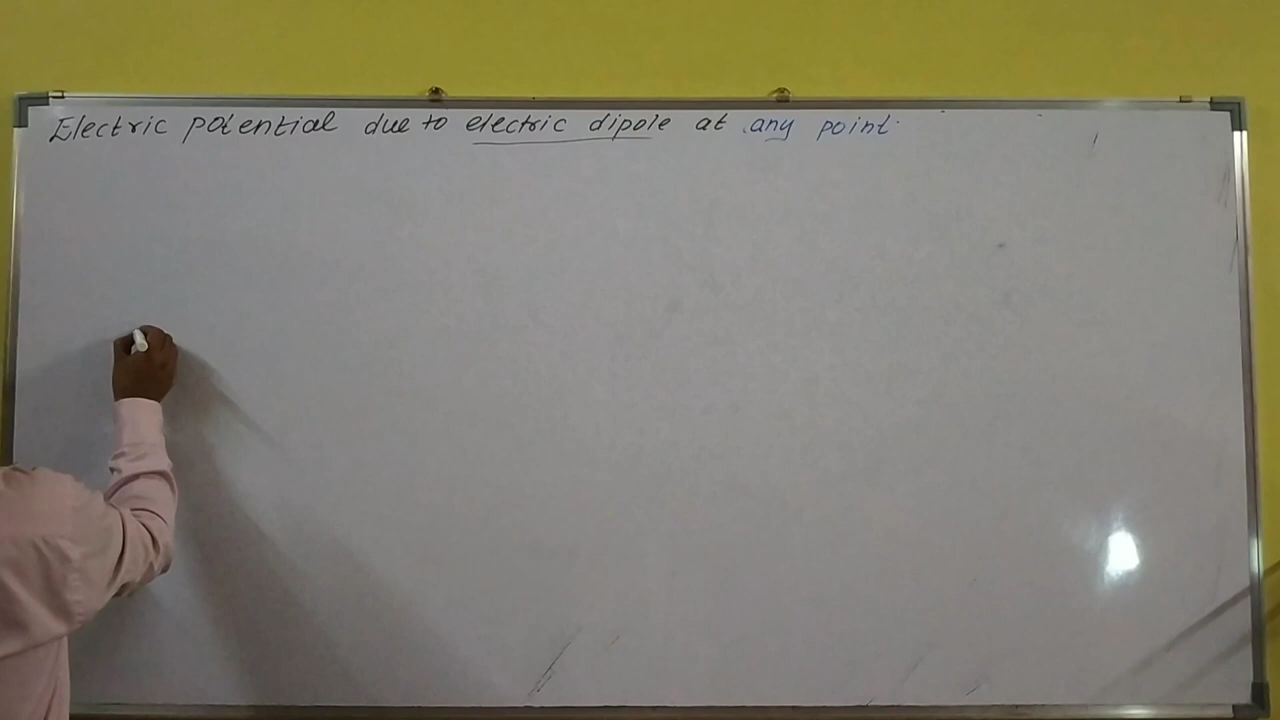 Electric potential due to electric dipole at any point.